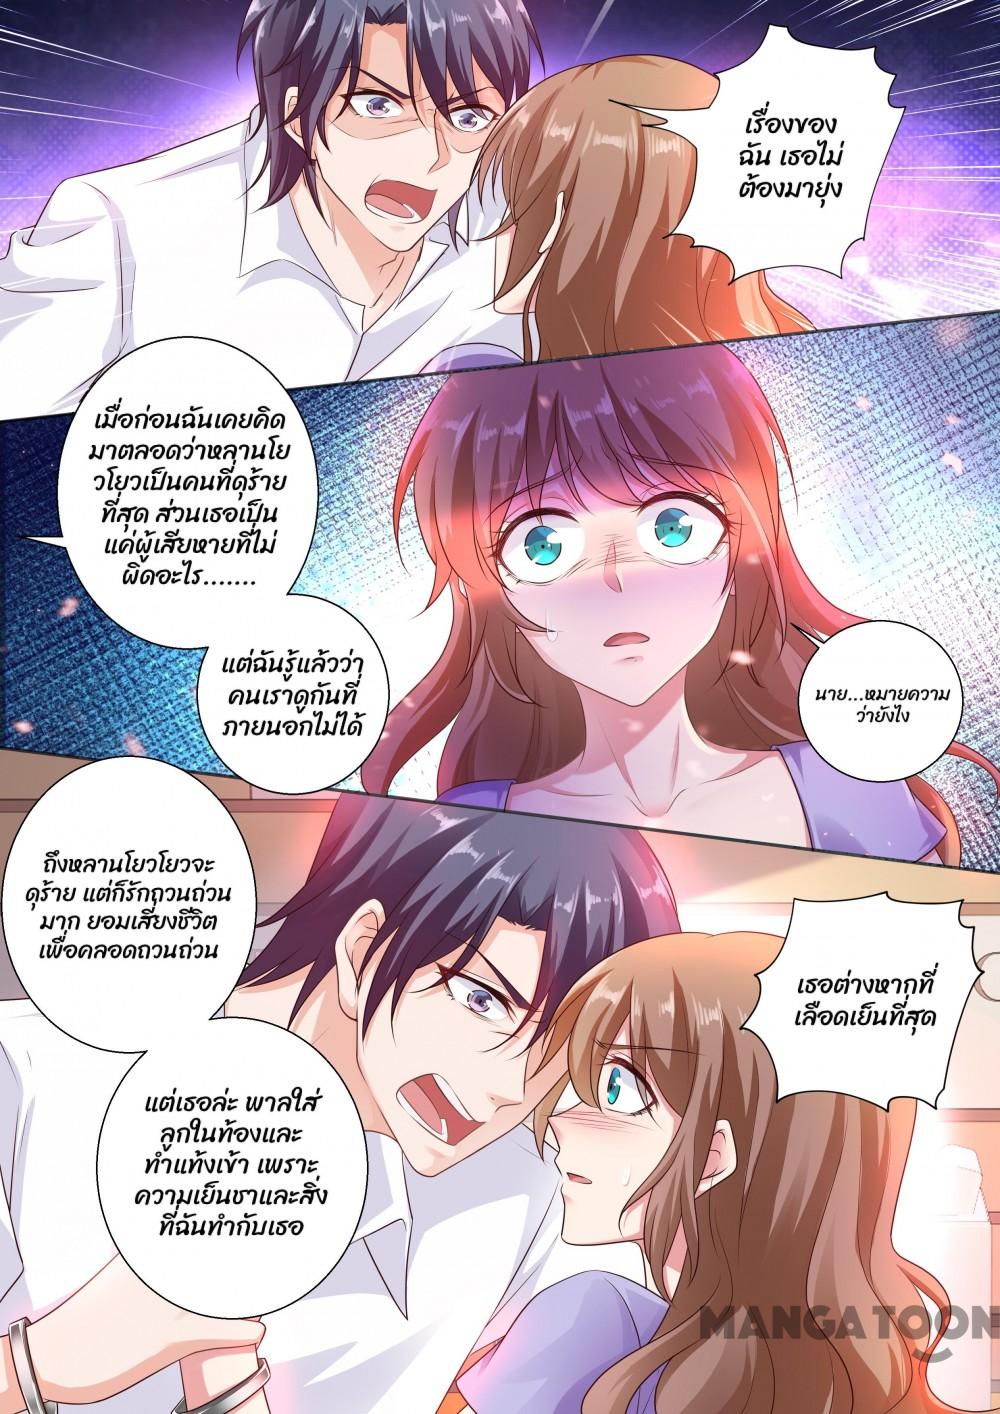 เรื่องของ
ฉัน เธอไม่
ต้องมายุ่ง
เมื่อก่อนฉันเคยคิด
มาตลอดว่าหลานโย
วโยวเป็นคนที่ดุร้าย
ที่สุด ส่วนเธอเป็น
แค่ผู้เสียหายที่ไม่
ผิดอะไร.......
แต่ฉันรู้แล้วว่า
คนเราดูกันที่
ภายนอกไม่ได้
นาย...หมายความ
ว่ายังไง
ถึงหลานโยวโยวจะ
ดุร้าย แต่ก็รักถวนถ่วน
มาก ยอมเสี่ยงชีวิต
เพื่อคลอดถวนถ่วน
เธอต่างหากที่
เลือดเย็นที่สุด
แต่เธอล่ะ พาลใส่
ลูกในท้องและ
ทำแท้งเข้า เพราะ
ความเย็นชาและสิ่ง
ที่ฉันทำกับเธอ
MANGATOON